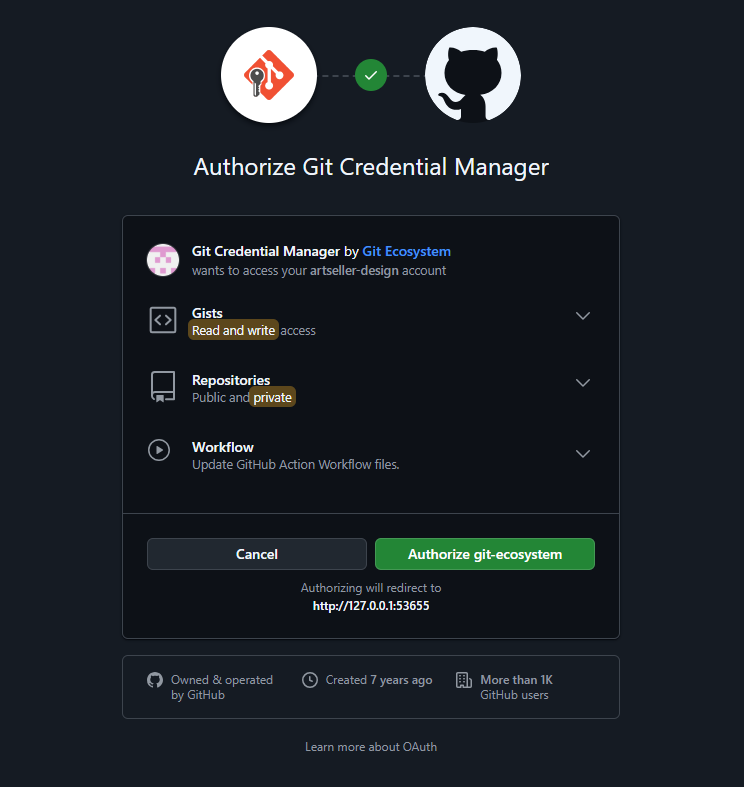 Authorize Git Credential Manager
Git Credential Manager by Git Ecosystem
wants to access your artseller-design account
Gists
Read and write access
Repositories
Public and private
Workflow
Update GitHub Action Workflow files.
Cancel
Authorize git-ecosystem
Authorizing will redirect to
http://127.0.0.1:53655
Owned & operated
by GitHub
Created 7 years ago
More than 1K
GitHub users
Learn more about OAuth